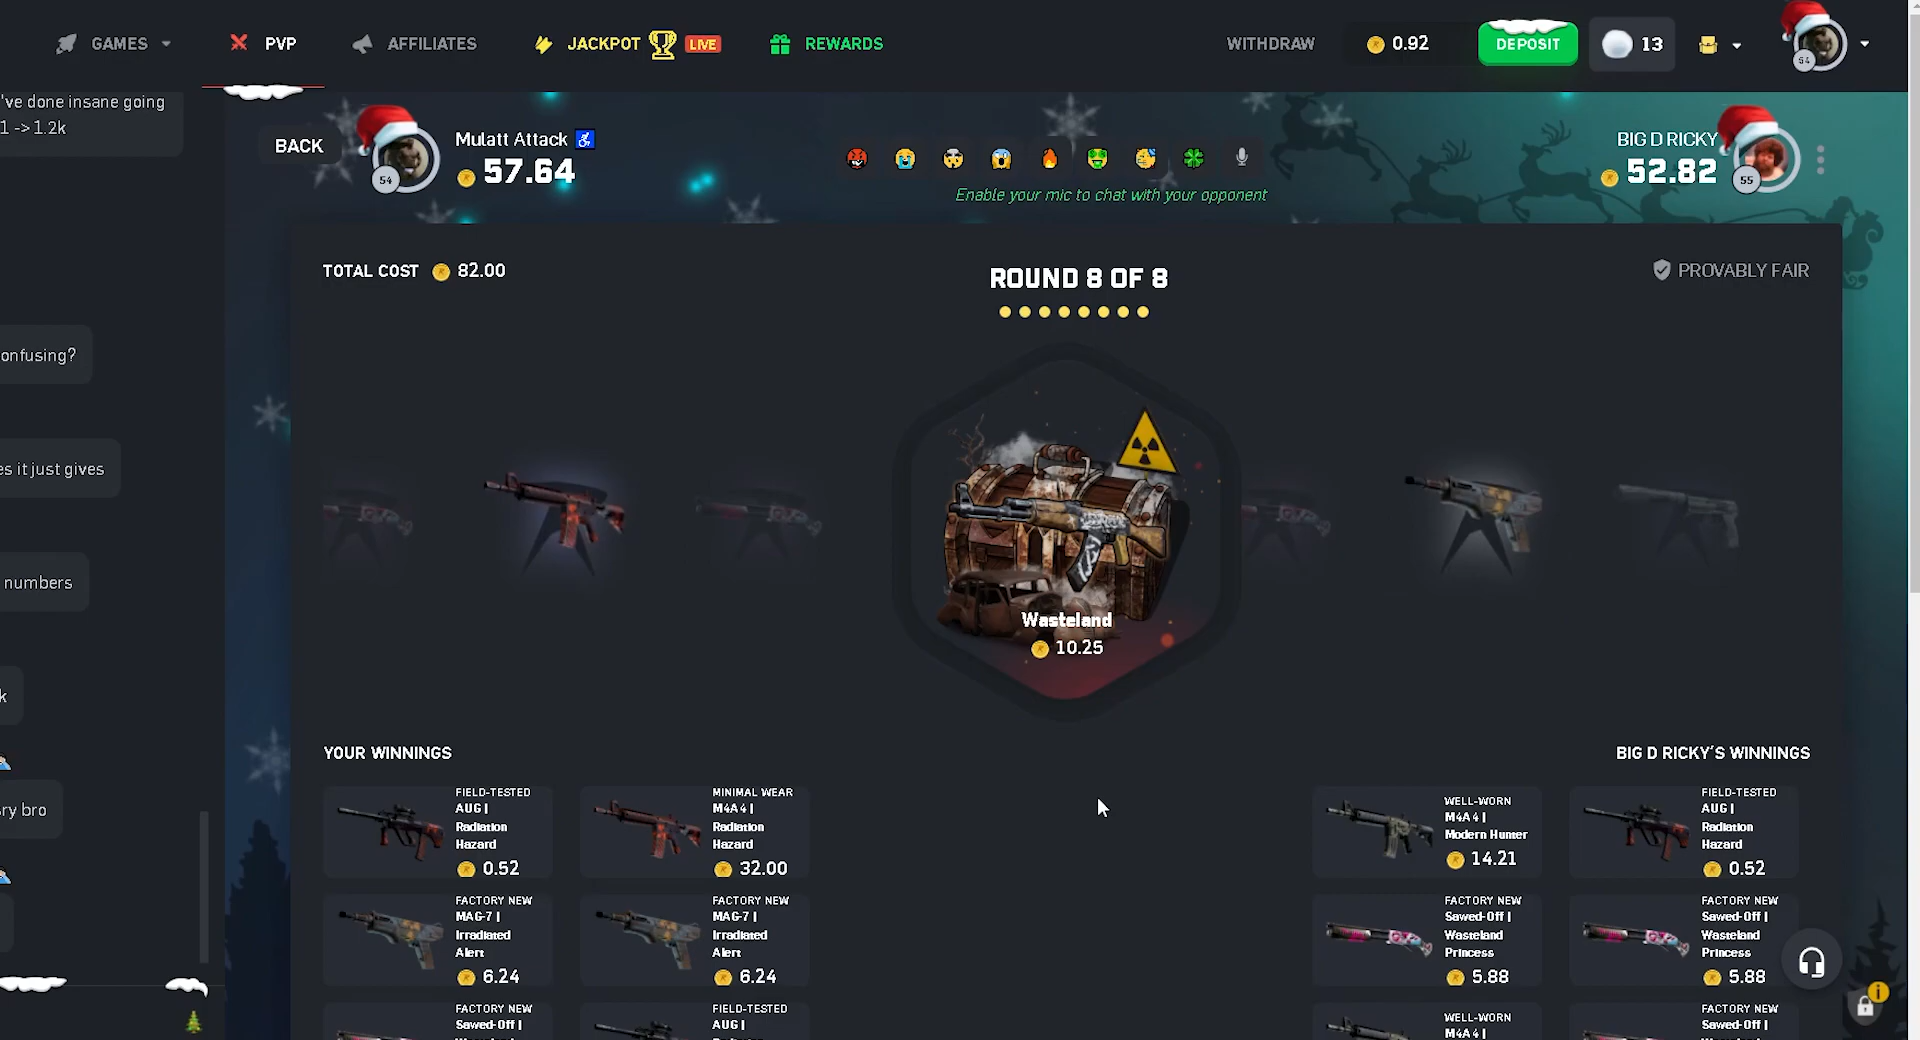 GAMES
PVP
AFFILIATES
JACKPOT
LIVE
REWARDS
WITHDRAW
0.92
DEPOSIT
13
54
've done insane going
1 -> 1.2k
BACK
Mulatt Attack
57.64
54
Enable your mic to chat with your opponent
BIG D RICKY
52.82
55
TOTAL COST 82.00
ROUND 8 OF 8
PROVABLY FAIR
onfusing?
es it just gives
numbers
k
ry bro
Wasteland
10.25
YOUR WINNINGS
BIG D RICKY'S WINNINGS
FIELD-TESTED
AUG |
Radiation
Hazard
0.52
MINIMAL WEAR
M4A4 |
Radiation
Hazard
32.00
WELL-WORN
M4A4 |
Modern Hunter
14.21
FIELD-TESTED
AUG |
Radiation
Hazard
0.52
FACTORY NEW
MAG-7 |
Irradiated
Alert
6.24
FACTORY NEW
MAG-7 |
Irradiated
Alert
6.24
FACTORY NEW
Sawed-Off |
Wasteland
Princess
5.88
FACTORY NEW
Sawed-Off |
Wasteland
Princess
5.88
FACTORY NEW
Sawed-Off |
FIELD-TESTED
AUG |
WELL-WORN
M4A4 |
FACTORY NEW
Sawed-Off |